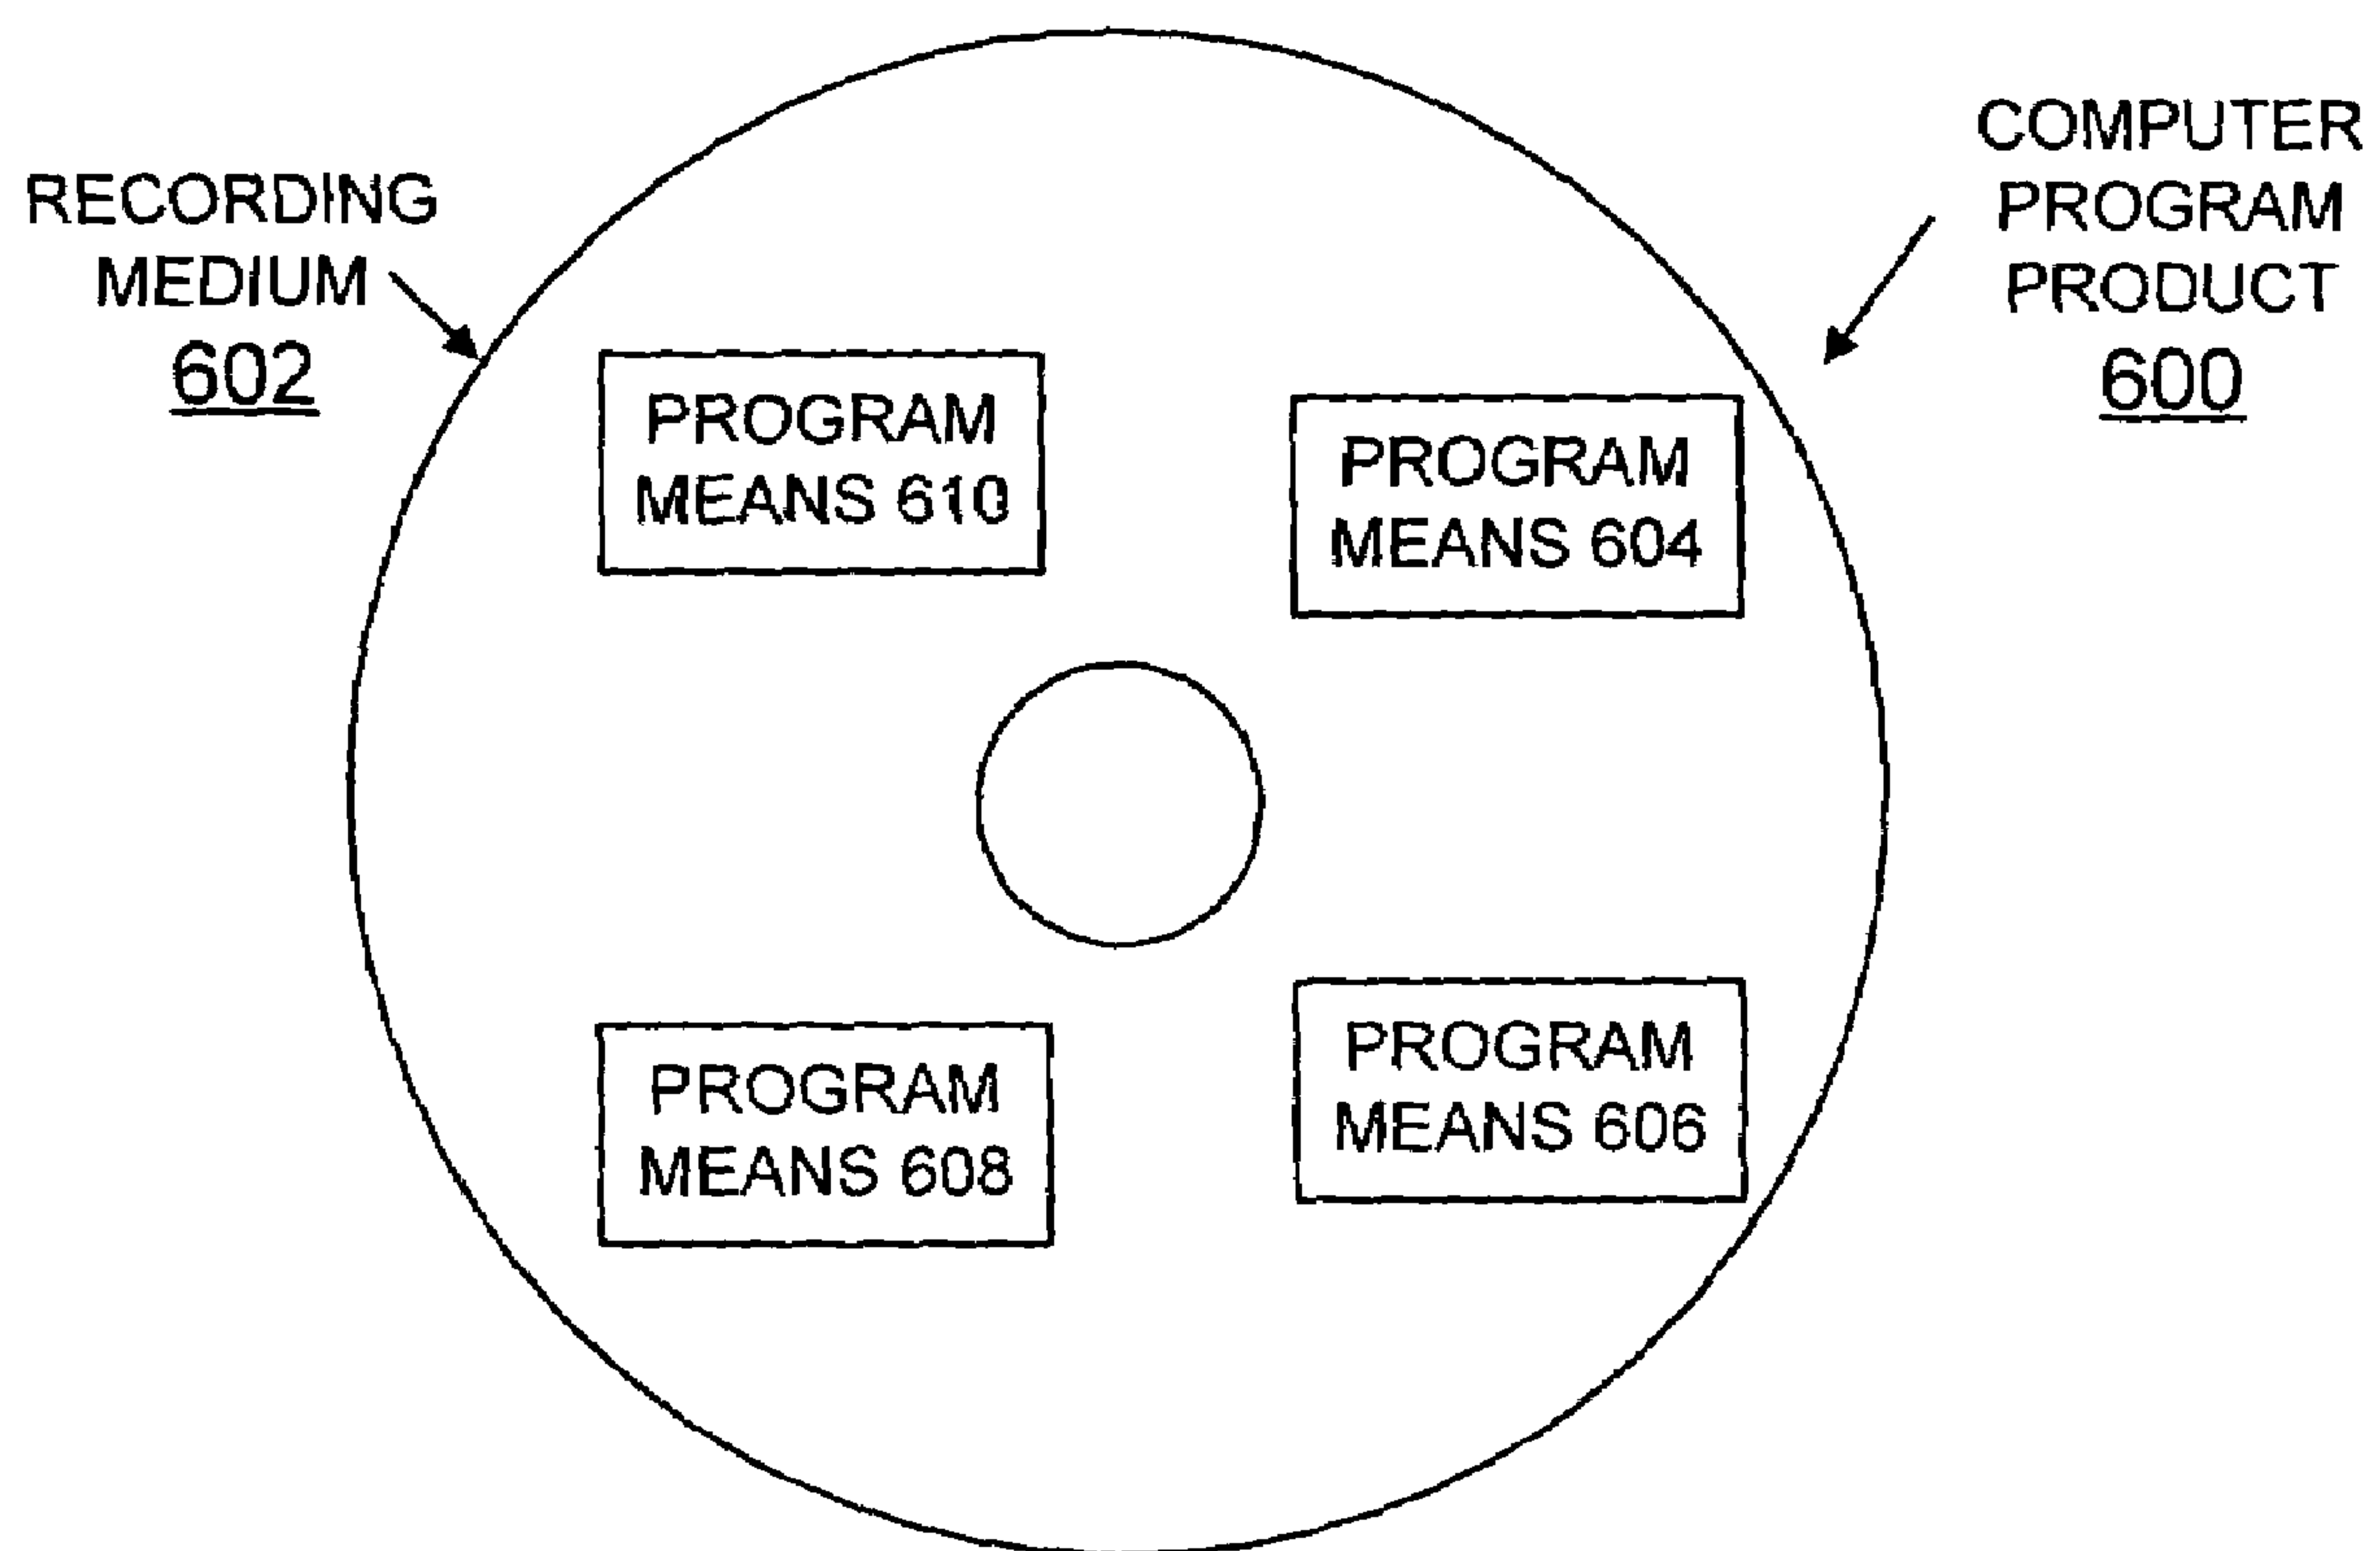 RECORDING
MEDIUM
602
COMPUTER
PROGRAM
PRODUCT
600
PROGRAM
MEANS 610
PROGRAM
MEANS 604
PROGRAM
MEANS 608
PROGRAM
MEANS 606